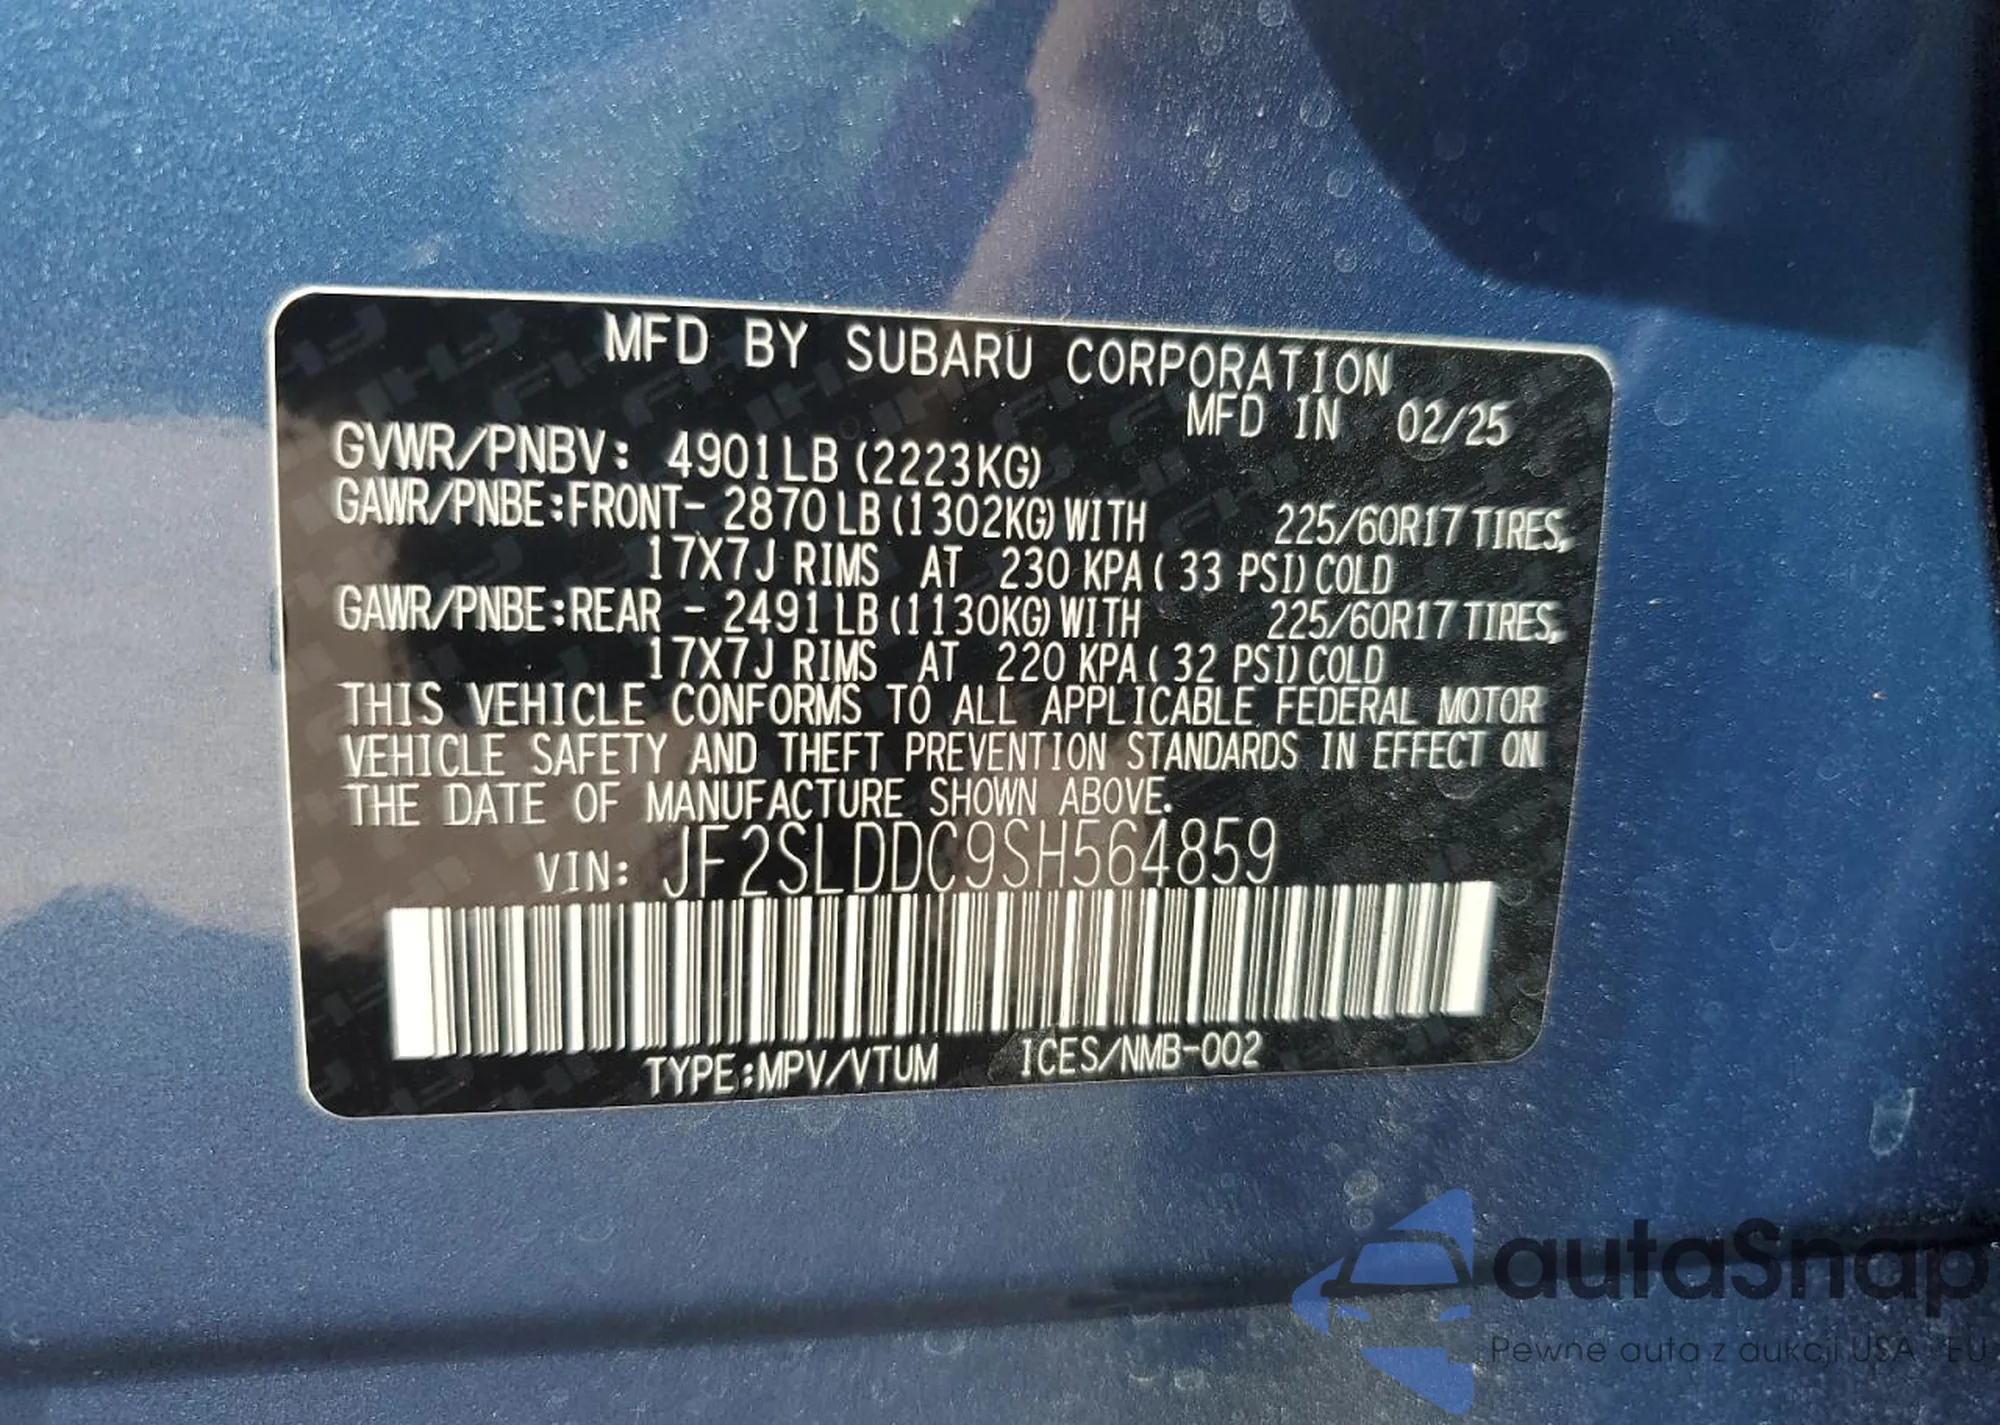 MFD BY SUBARU CORPORATION
MFD IN 02/25
GVWR/PNBV: 4901LB (2223KG)
GAWR/PNBE:FRONT- 2870LB(1302KG)WITH 225/60R17 TIRES,
17X7J RIMS AT 230 KPA( 33 PSI)COLD
GAWR/PNBE:REAR - 2491LB(1130KG)WITH 225/60R17 TIRES,
17X7J RIMS AT 220 KPA( 32 PSI)COLD
THIS VEHICLE CONFORMS TO ALL APPLICABLE FEDERAL MOTOR
VEHICLE SAFETY AND THEFT PREVENTION STANDARDS IN EFFECT ON
THE DATE OF MANUFACTURE SHOWN ABOVE.
VIN: JF2SLDDC9SH564859
TYPE:MPV/VTUM ICES/NMB-002
autaSnap
Pewne auta z aukcji USA i EU